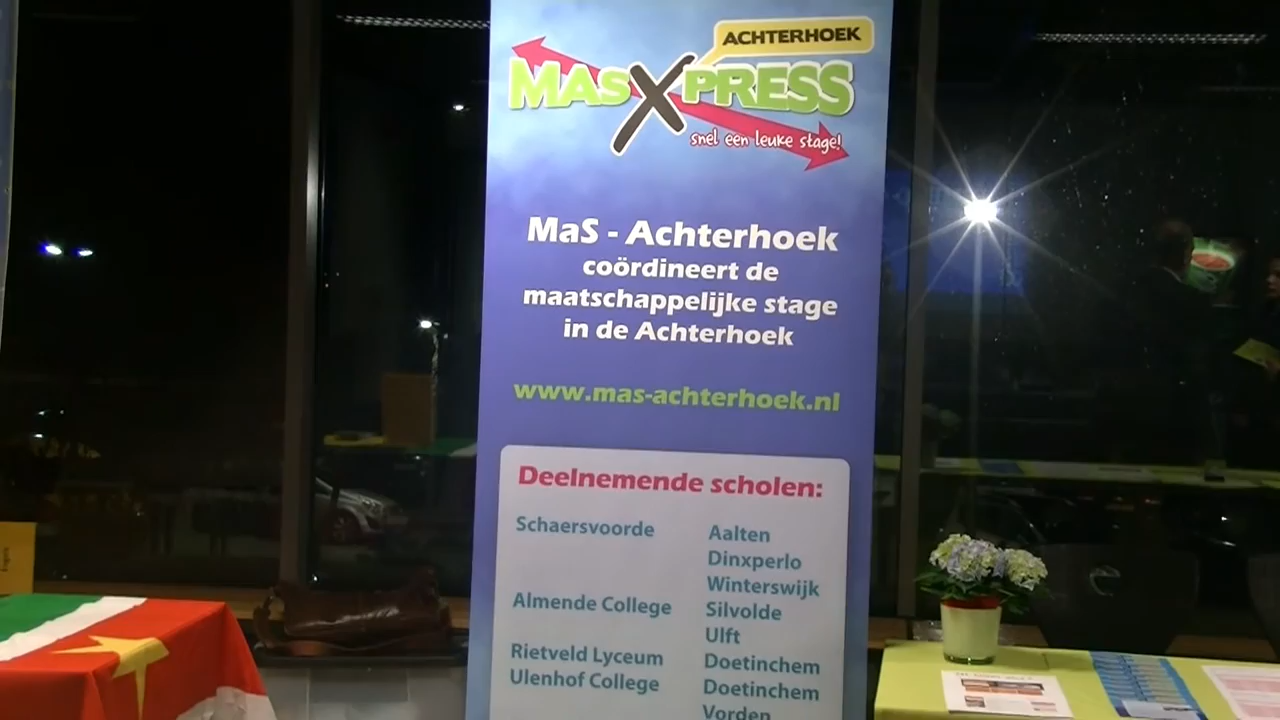 ACHTERHOEK
MASXPRESS
snel een leuke stage!
MaS - Achterhoek
coördineert de
maatschappelijke stage
in de Achterhoek
www.mas-achterhoek.nl
Deelnemende scholen:
Schaersvoorde Aalten
Dinxperlo
Winterswijk
Almende College Silvolde
Ulft
Rietveld Lyceum Doetinchem
Ulenhof College Doetinchem
Vorden